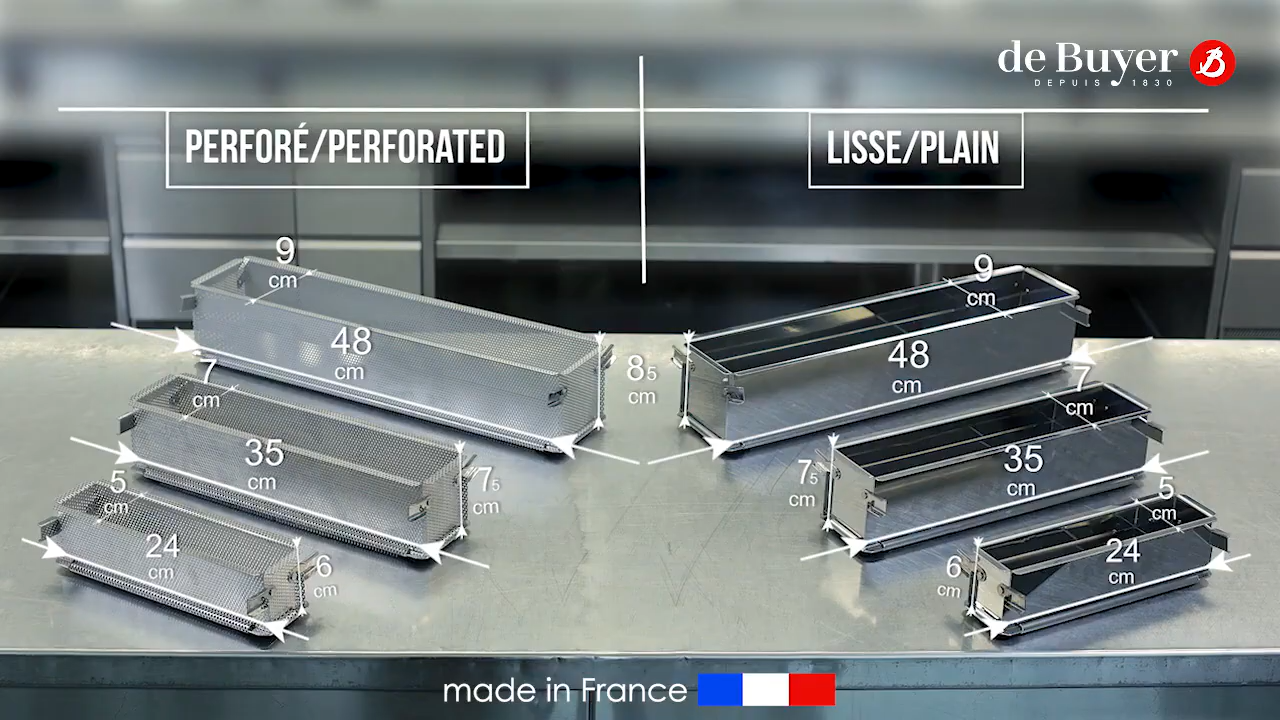 de Buyer
DEPUIS 1830
PERFORÉ/PERFORATED
LISSE/PLAIN
9
cm
48
cm
8 5
cm
7
cm
35
cm
7 5
cm
5
cm
24
cm
6
cm
9
cm
48
cm
7
cm
35
cm
7 5
cm
5
cm
24
cm
6
cm
made in France